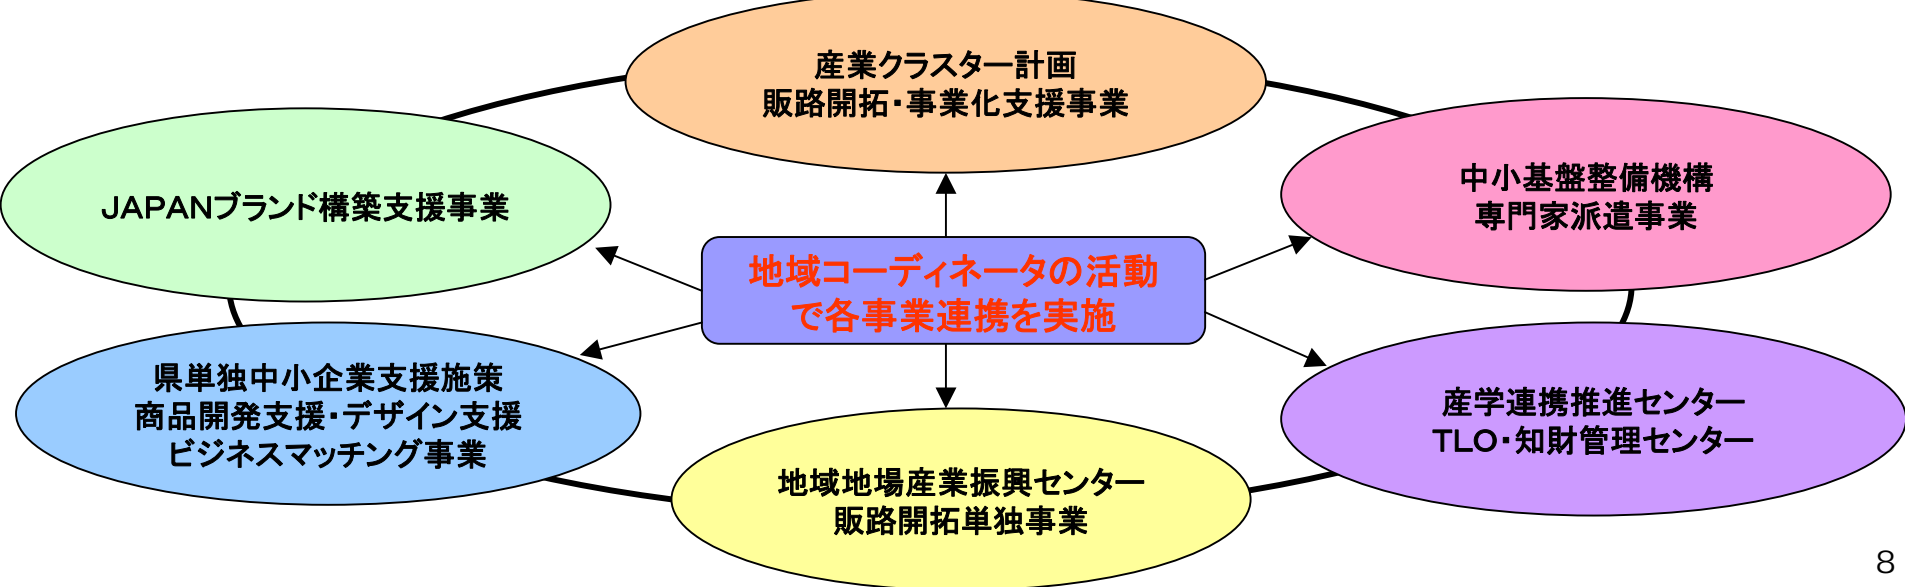 産業クラスター計画
販路開拓・事業化支援事業
JAPANブランド構築支援事業
中小基盤整備機構
専門家派遣事業
地域コーディネータの活動
で各事業連携を実施
県単独中小企業支援施策
商品開発支援・デザイン支援
ビジネスマッチング事業
産学連携推進センター
TLO・知財管理センター
地域地場産業振興センター
販路開拓単独事業
8